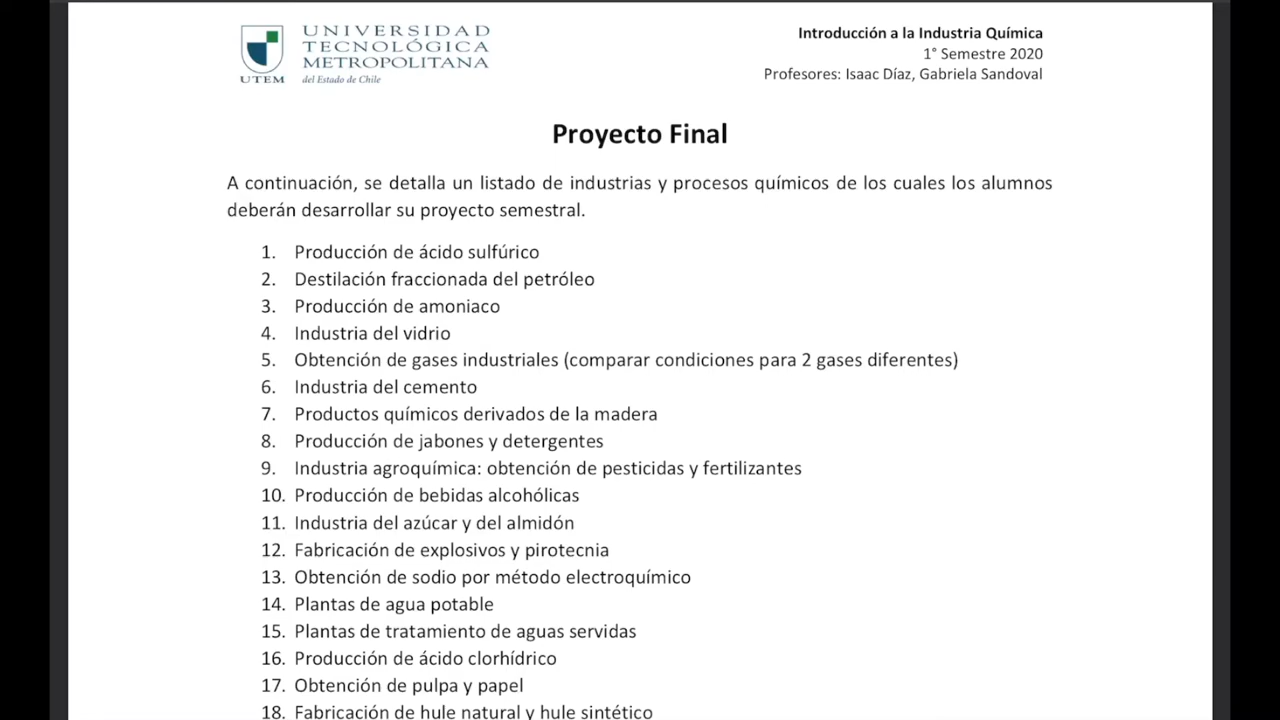 UNIVERSIDAD
TECNOLÓGICA
METROPOLITANA
UTEM
del Estado de Chile
Introducción a la Industria Química
1° Semestre 2020
Profesores: Isaac Díaz, Gabriela Sandoval
Proyecto Final
A continuación, se detalla un listado de industrias y procesos químicos de los cuales los alumnos
deberán desarrollar su proyecto semestral.
1. Producción de ácido sulfúrico
2. Destilación fraccionada del petróleo
3. Producción de amoniaco
4. Industria del vidrio
5. Obtención de gases industriales (comparar condiciones para 2 gases diferentes)
6. Industria del cemento
7. Productos químicos derivados de la madera
8. Producción de jabones y detergentes
9. Industria agroquímica: obtención de pesticidas y fertilizantes
10. Producción de bebidas alcohólicas
11. Industria del azúcar y del almidón
12. Fabricación de explosivos y pirotecnia
13. Obtención de sodio por método electroquímico
14. Plantas de agua potable
15. Plantas de tratamiento de aguas servidas
16. Producción de ácido clorhídrico
17. Obtención de pulpa y papel
18. Fabricación de hule natural y hule sintético